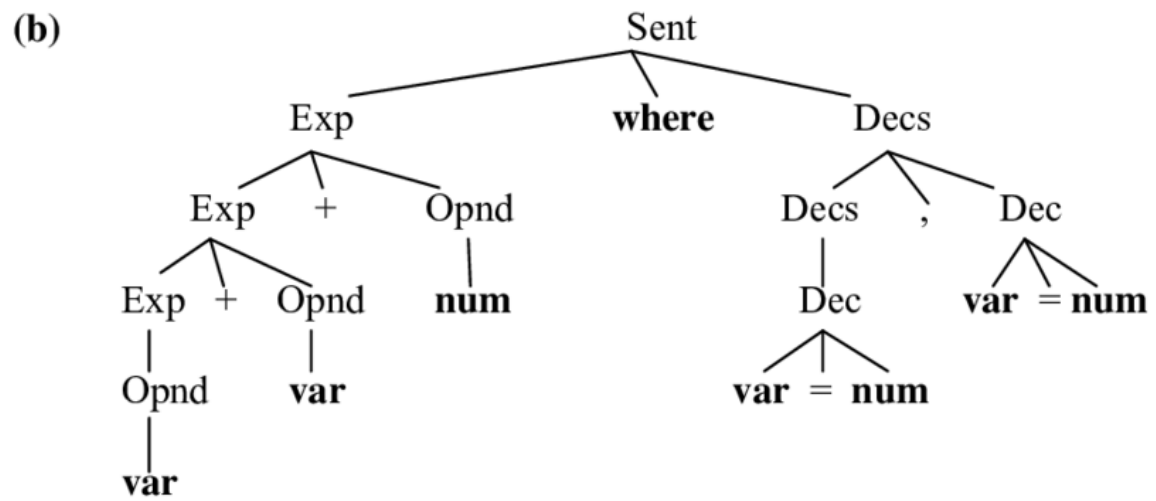 (b) Sent
Exp where Decs
Exp + Opnd Decs , Dec
Exp + Opnd num Dec var = num
Opnd var var = num
var